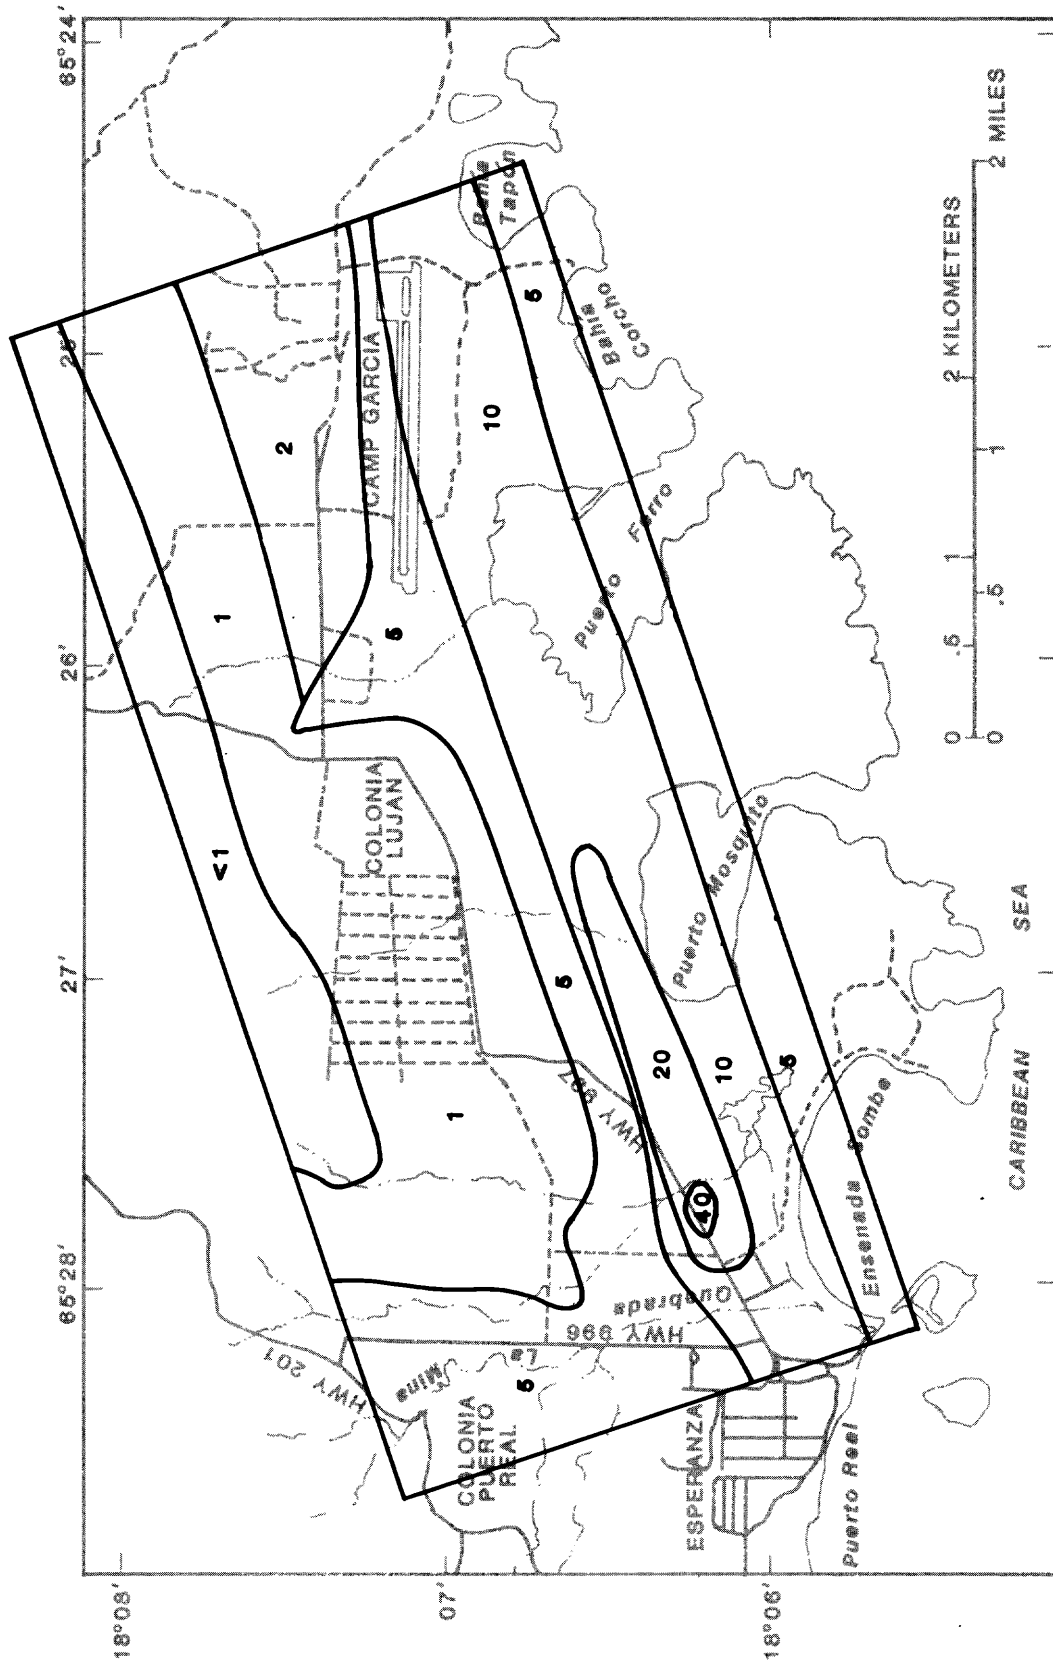 65°28'
27'
26'
25'
65°24'
18°08'
07'
18°06'
<1
1
2
1
5
5
5
10
10
5
5
20
40
HWY 201
COLONIA
PUERTO
REAL
Mina
La
Quebrada
HWY 996
HWY 997
COLONIA
LUJAN
CAMP GARCIA
ESPERANZA
Puerto Real
Ensenada Sombe
Puerto Mosquito
Puerto Ferro
Bahia
Corcho
Bahia
Tapón
CARIBBEAN SEA
0 1 2 KILOMETERS
0 .5 1 2 MILES
.5